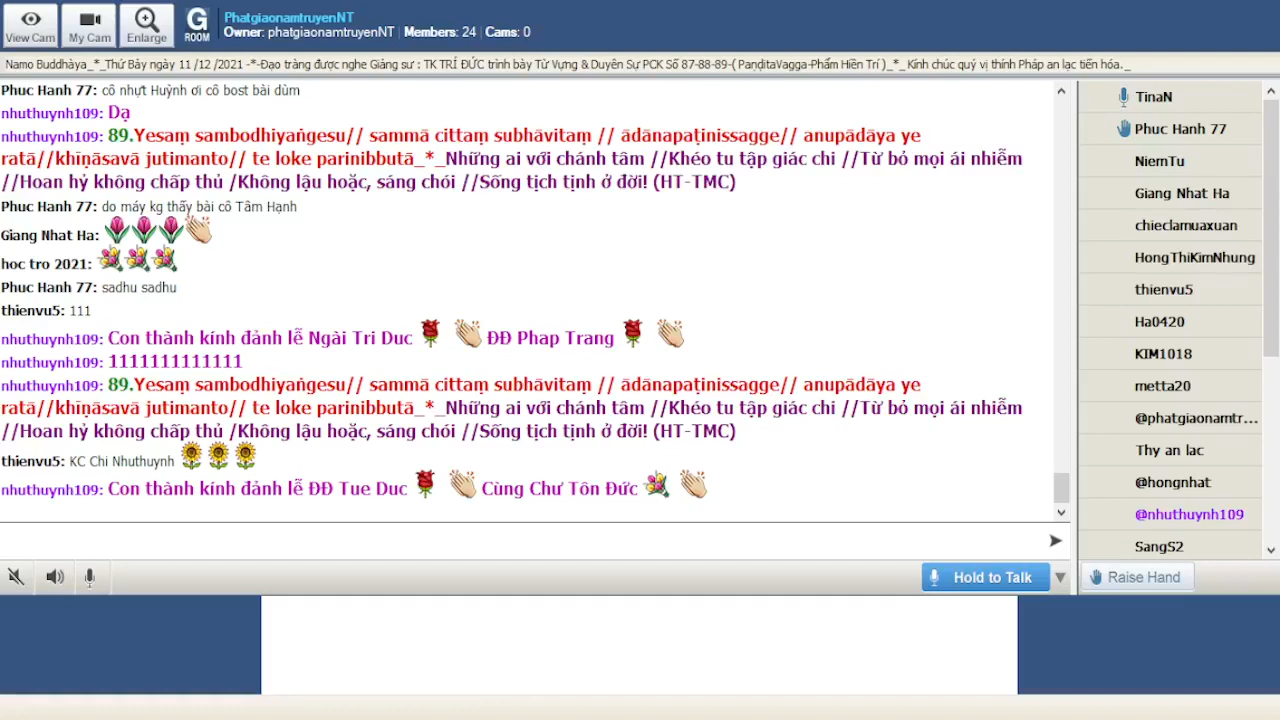 View Cam
My Cam
Enlarge
G
ROOM
PhatgiaonamtruyenNT
Owner: phatgiaonamtruyenNT | Members: 24 | Cams: 0
Namo Buddhàya_*_Thứ Bảy ngày 11 /12 /2021 -*-Đạo tràng được nghe Giảng sư : TK TRÍ ĐỨC trình bày Từ Vựng & Duyên Sự PCK Số 87-88-89-( PaṇḍitaVagga-Phẩm Hiền Trí )_*_ Kính chúc quý vị thính Pháp an lạc tiến hóa._
Phuc Hanh 77: cô nhựt Huỳnh ơi cô bost bài dùm
nhuthuynh109: Dạ
nhuthuynh109: 89.Yesaṃ sambodhiyaṅgesu// sammā cittaṃ subhāvitaṃ // ādānapaṭinissagge// anupādāya ye
ratā//khīṇāsavā jutimanto// te loke parinibbutā_*_Những ai với chánh tâm //Khéo tu tập giác chi //Từ bỏ mọi ái nhiễm
//Hoan hỷ không chấp thủ /Không lậu hoặc, sáng chói //Sống tịch tịnh ở đời! (HT-TMC)
Phuc Hanh 77: do máy kg thấy bài cô Tâm Hạnh
Giang Nhat Ha:
hoc tro 2021:
Phuc Hanh 77: sadhu sadhu
thienvu5: 111
nhuthuynh109: Con thành kính đảnh lễ Ngài Tri Duc ĐĐ Phap Trang
nhuthuynh109: 1111111111111
nhuthuynh109: 89.Yesaṃ sambodhiyaṅgesu// sammā cittaṃ subhāvitaṃ // ādānapaṭinissagge// anupādāya ye
ratā//khīṇāsavā jutimanto// te loke parinibbutā_*_Những ai với chánh tâm //Khéo tu tập giác chi //Từ bỏ mọi ái nhiễm
//Hoan hỷ không chấp thủ /Không lậu hoặc, sáng chói //Sống tịch tịnh ở đời! (HT-TMC)
thienvu5: KC Chi Nhuthuynh
nhuthuynh109: Con thành kính đảnh lễ ĐĐ Tue Duc Cùng Chư Tôn Đức
Hold to Talk
TinaN
Phuc Hanh 77
NiemTu
Giang Nhat Ha
chieclamuaxuan
HongThiKimNhung
thienvu5
Ha0420
KIM1018
metta20
@phatgiaonamtr...
Thy an lac
@hongnhat
@nhuthuynh109
SangS2
Raise Hand